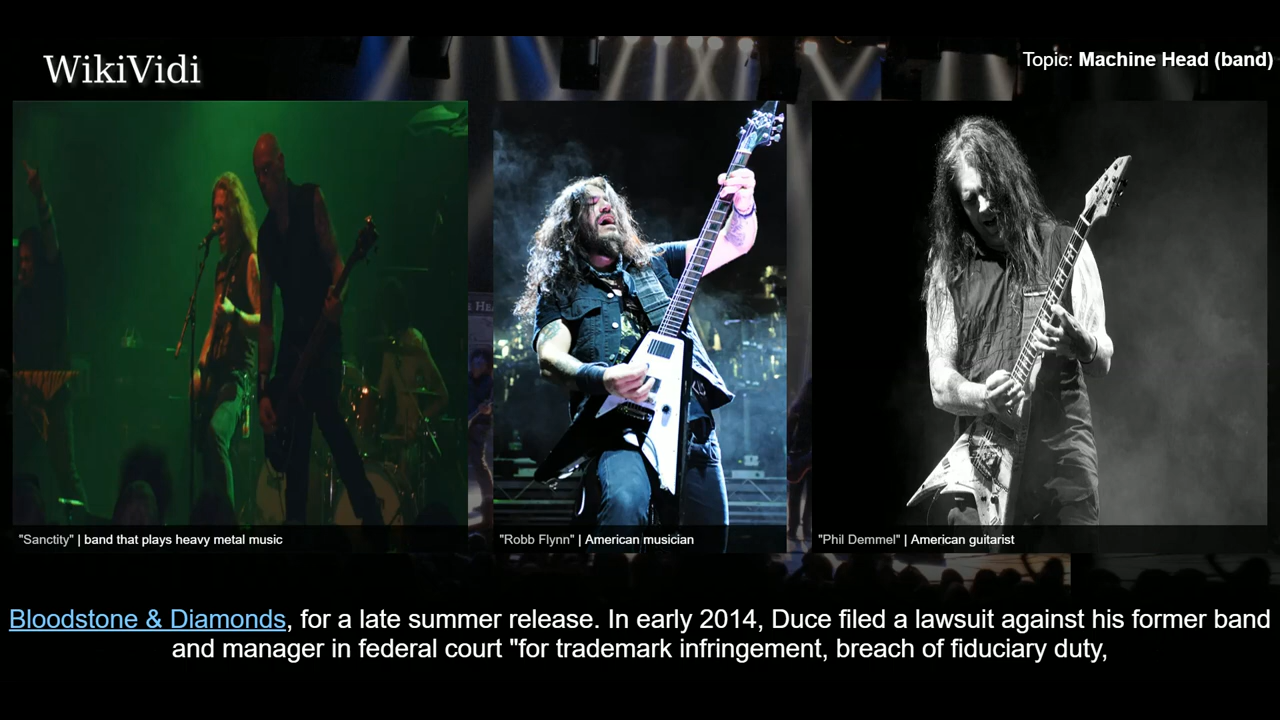 WikiVidi
Topic: Machine Head (band)
"Sanctity" | band that plays heavy metal music
"Robb Flynn" | American musician
"Phil Demmel" | American guitarist
Bloodstone & Diamonds, for a late summer release. In early 2014, Duce filed a lawsuit against his former band
and manager in federal court "for trademark infringement, breach of fiduciary duty,